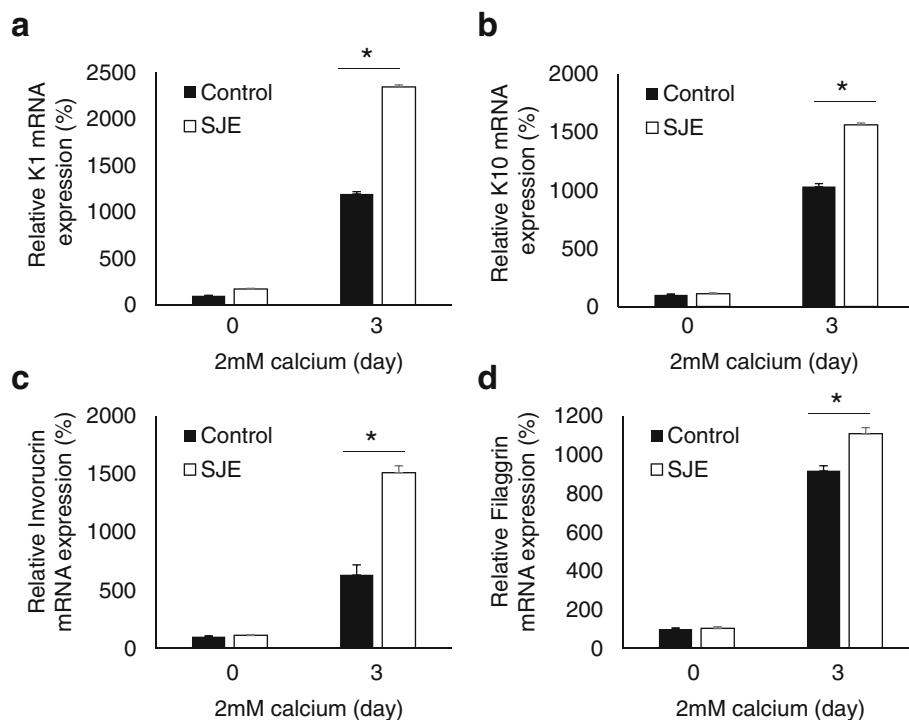 a
Relative K1 mRNA
expression (%)
2500
2000
1500
1000
500
0
Control
SJE
*
0 3
2mM calcium (day)
b
Relative K10 mRNA
expression (%)
2000
1500
1000
500
0
Control
SJE
*
0 3
2mM calcium (day)
c
Relative Invorucrin
mRNA expression (%)
2000
1500
1000
500
0
Control
SJE
*
0 3
2mM calcium (day)
d
Relative Filaggrin
mRNA expression (%)
1200
1000
800
600
400
200
0
Control
SJE
*
0 3
2mM calcium (day)